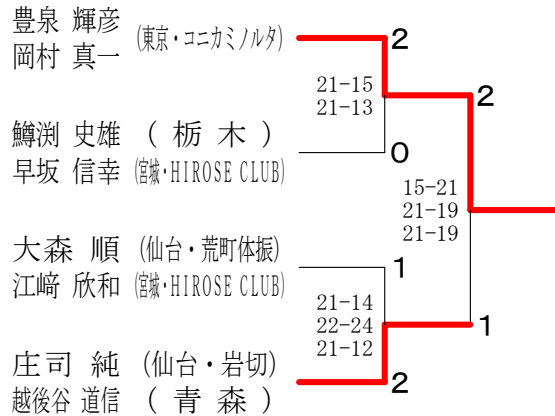 豊泉 輝彦
岡村 真一
(東京・コニカミノルタ)
2
21-15
21-13
2
鱒渕 史雄 (栃木)
0
早坂 信幸 (宮城・HIROSE CLUB)
15-21
21-19
21-19
大森 順 (仙台・荒町体振)
1
江﨑 欣和 (宮城・HIROSE CLUB)
21-14
22-24
21-12
1
庄司 純 (仙台・岩切)
2
越後谷 道信 (青森)